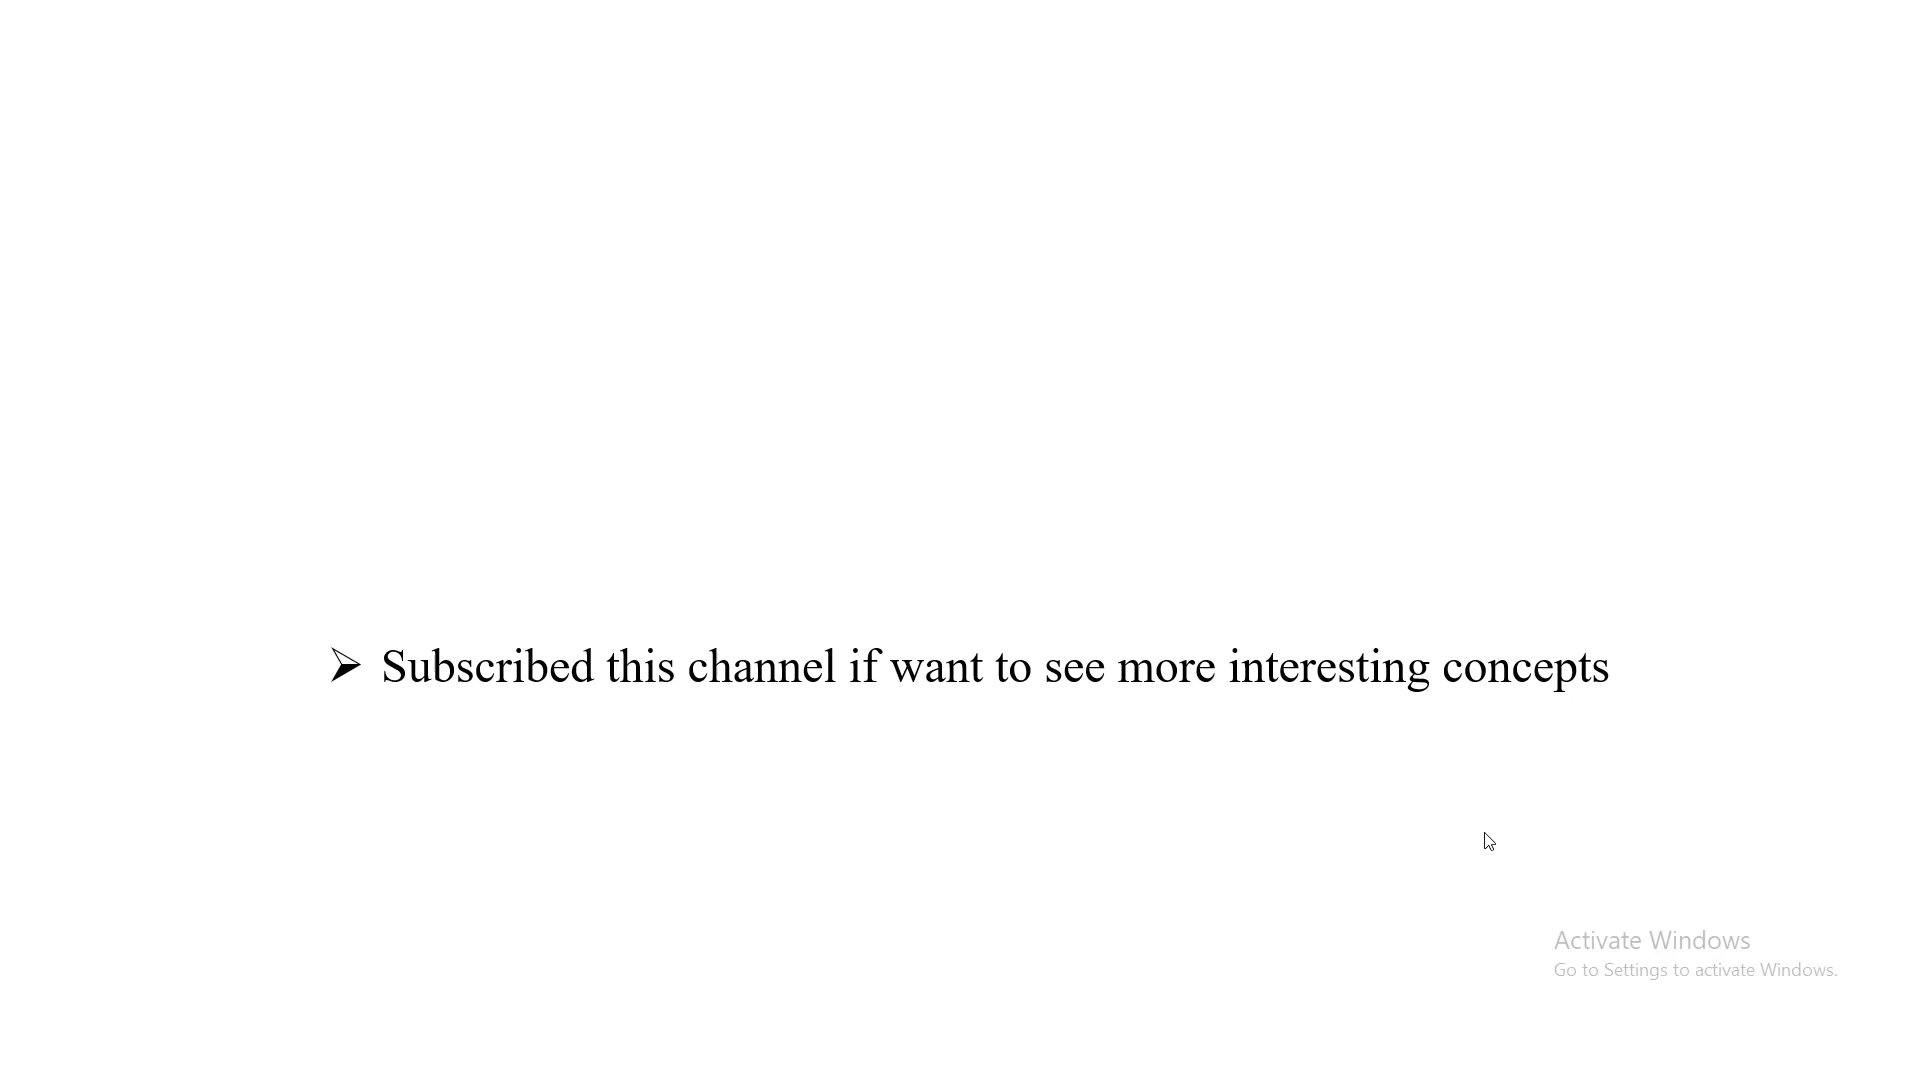 ➢ Subscribed this channel if want to see more interesting concepts
Activate Windows
Go to Settings to activate Windows.